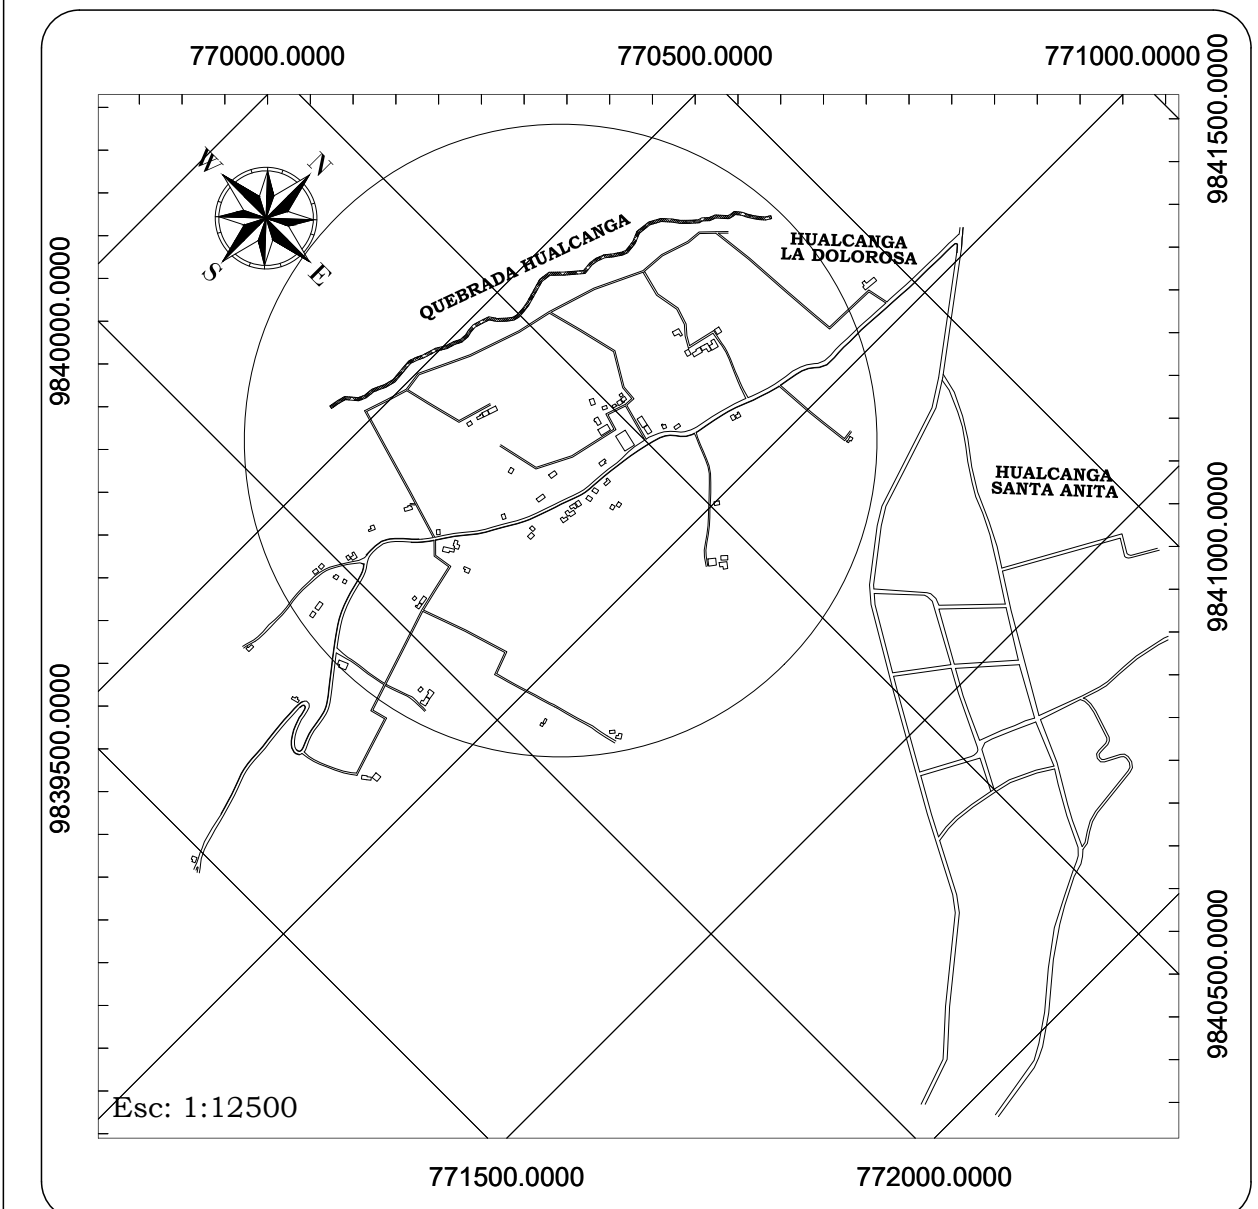 770000.0000
770500.0000
771000.0000
9841500.0000
W
N
S
E
QUEBRADA HUALCANGA
HUALCANGA
LA DOLOROSA
9840000.0000
HUALCANGA
SANTA ANITA
9841000.0000
9839500.0000
9840500.0000
Esc: 1:12500
771500.0000
772000.0000